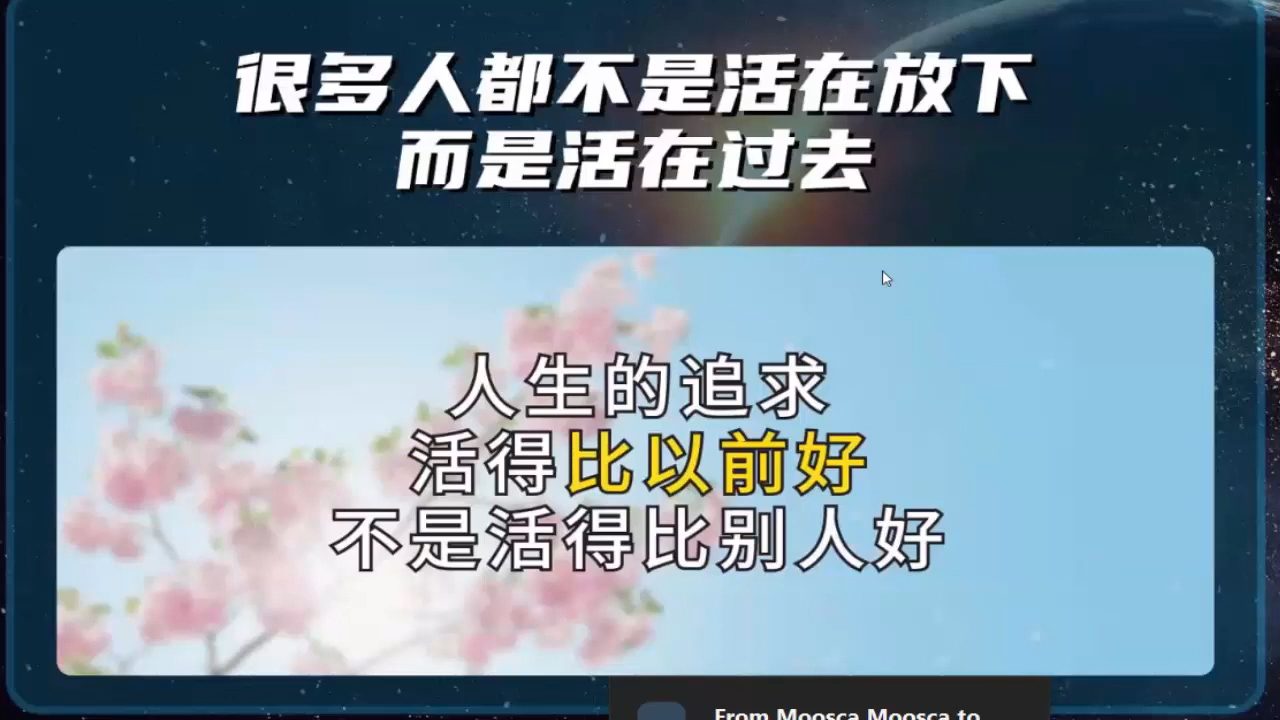 很多人都不是活在放下
而是活在过去
人生的追求
活得比以前好
不是活得比别人好
From Moosca Moosca to